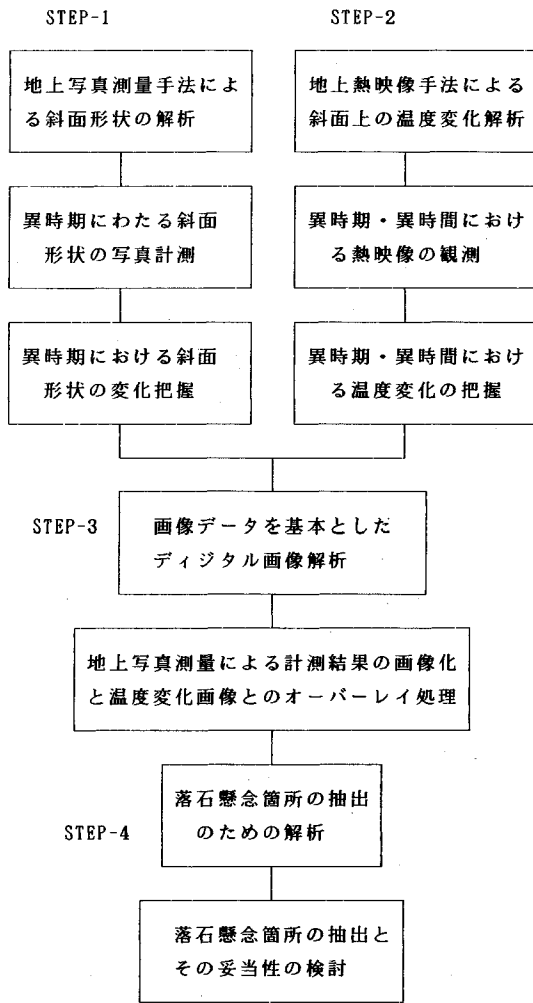 STEP-1
地上写真測量手法によ
る斜面形状の解析
異時期にわたる斜面
形状の写真計測
異時期における斜面
形状の変化把握
STEP-2
地上熱映像手法による
斜面上の温度変化解析
異時期・異時間におけ
る熱映像の観測
異時期・異時間におけ
る温度変化の把握
STEP-3
画像データを基本とした
ディジタル画像解析
地上写真測量による計測結果の画像化
と温度変化画像とのオーバーレイ処理
STEP-4
落石懸念箇所の抽出
のための解析
落石懸念箇所の抽出と
その妥当性の検討